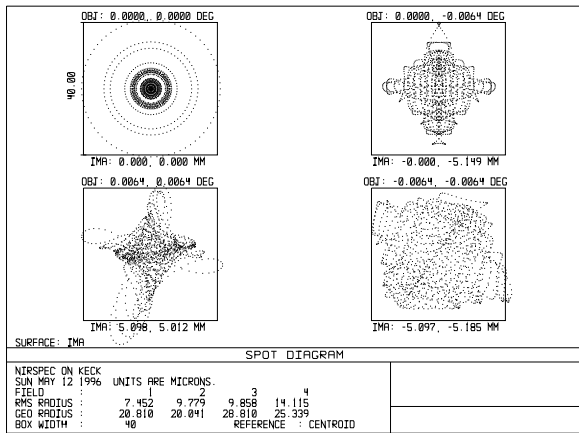 OBJ: 0.0000, 0.0000 DEG
OBJ: 0.0000, -0.0064 DEG
40.00
IMA: 0.000, 0.000 MM
IMA: -0.000, -5.149 MM
OBJ: 0.0064, 0.0064 DEG
OBJ: -0.0064, -0.0064 DEG
IMA: 5.098, 5.012 MM
IMA: -5.097, -5.185 MM
SURFACE: IMA
SPOT DIAGRAM
NIRSPEC ON KECK
SUN MAY 12 1996 UNITS ARE MICRONS.
FIELD : 1 2 3 4
RMS RADIUS : 7.452 9.779 9.858 14.115
GEO RADIUS : 20.810 20.041 28.810 25.339
BOX WIDTH : 40 REFERENCE : CENTROID